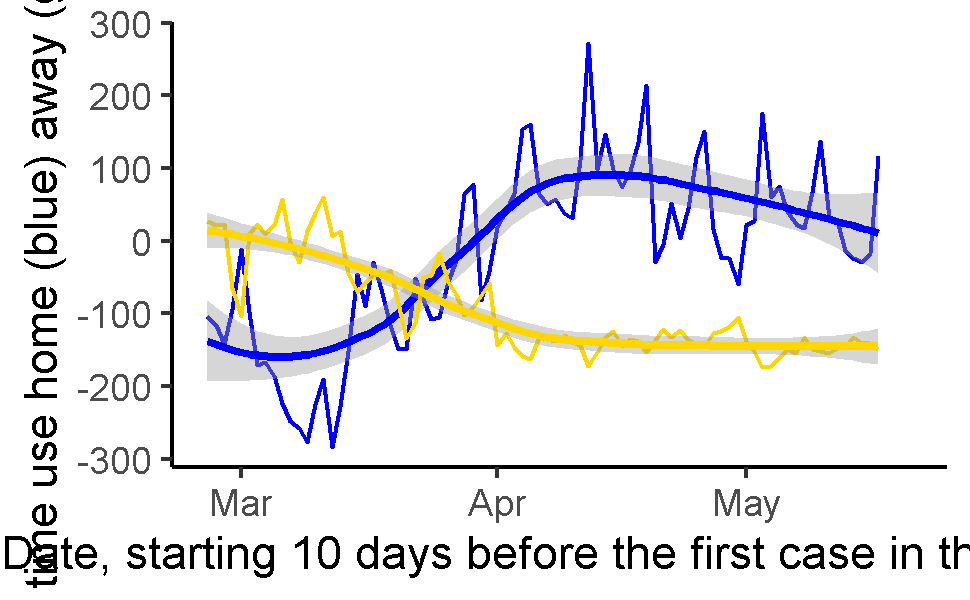 time use home (blue) away (
300
200
100
0
-100
-200
-300
Mar Apr May
Date, starting 10 days before the first case in th